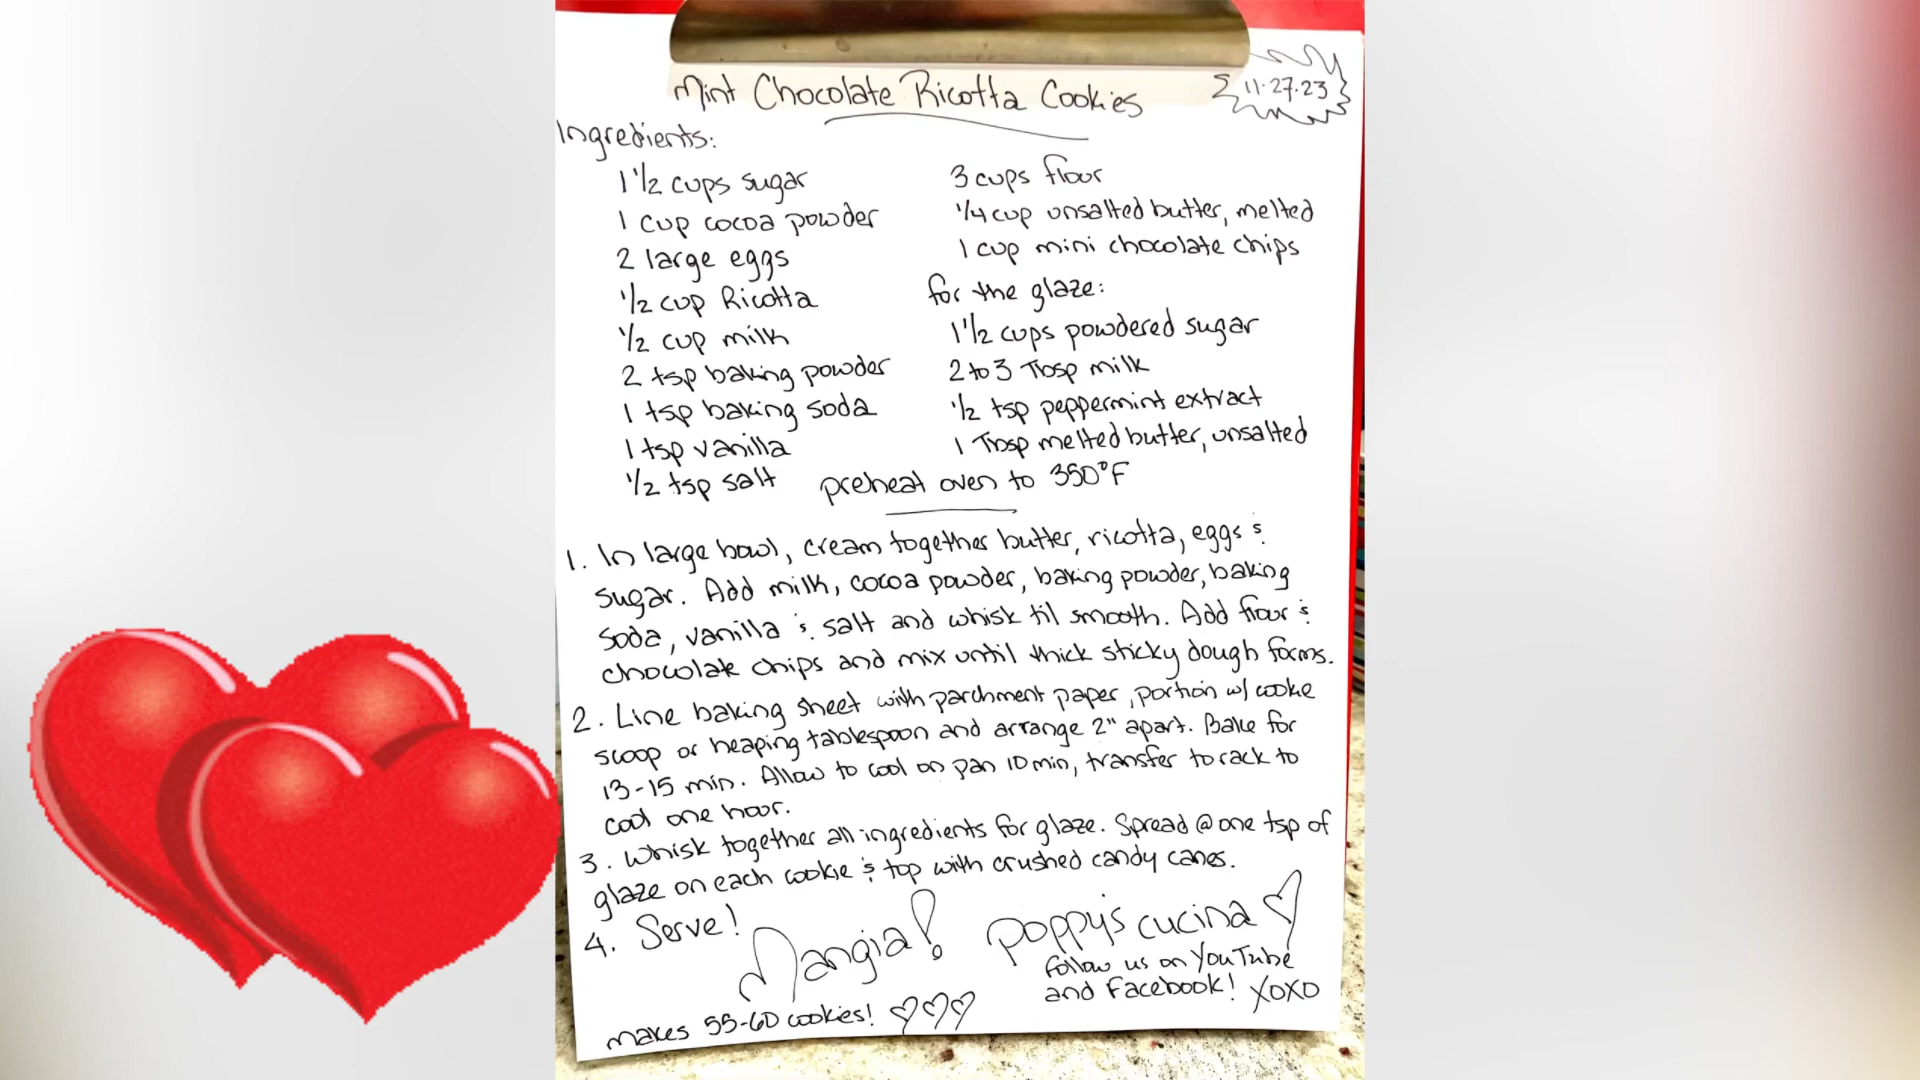 Mint Chocolate Ricotta Cookies
11-27-23
Ingredients:
1 1/2 cups sugar
1 cup cocoa powder
2 large eggs
1/2 cup Ricotta
1/2 cup milk
2 tsp baking powder
1 tsp baking soda
1 tsp vanilla
1/2 tsp salt
3 cups flour
1/4 cup unsalted butter, melted
1 cup mini chocolate chips
for the glaze:
1 1/2 cups powdered sugar
2 to 3 Tbsp milk
1/2 tsp peppermint extract
1 Tbsp melted butter, unsalted
preheat oven to 350°F
1. In large bowl, cream together butter, ricotta, eggs &
sugar. Add milk, cocoa powder, baking powder, baking
soda, vanilla & salt and whisk til smooth. Add flour &
chocolate chips and mix until thick sticky dough forms.
2. Line baking sheet with parchment paper, portion w/ cookie
scoop or heaping tablespoon and arrange 2" apart. Bake for
13-15 min. Allow to cool on pan 10 min, transfer to rack to
cool one hour.
3. Whisk together all ingredients for glaze. Spread @ one tsp of
glaze on each cookie & top with crushed candy canes.
4. Serve!
Mangia!
Poppy's cucina
follow us on YouTube
and Facebook! XOXO
makes 55-60 cookies!